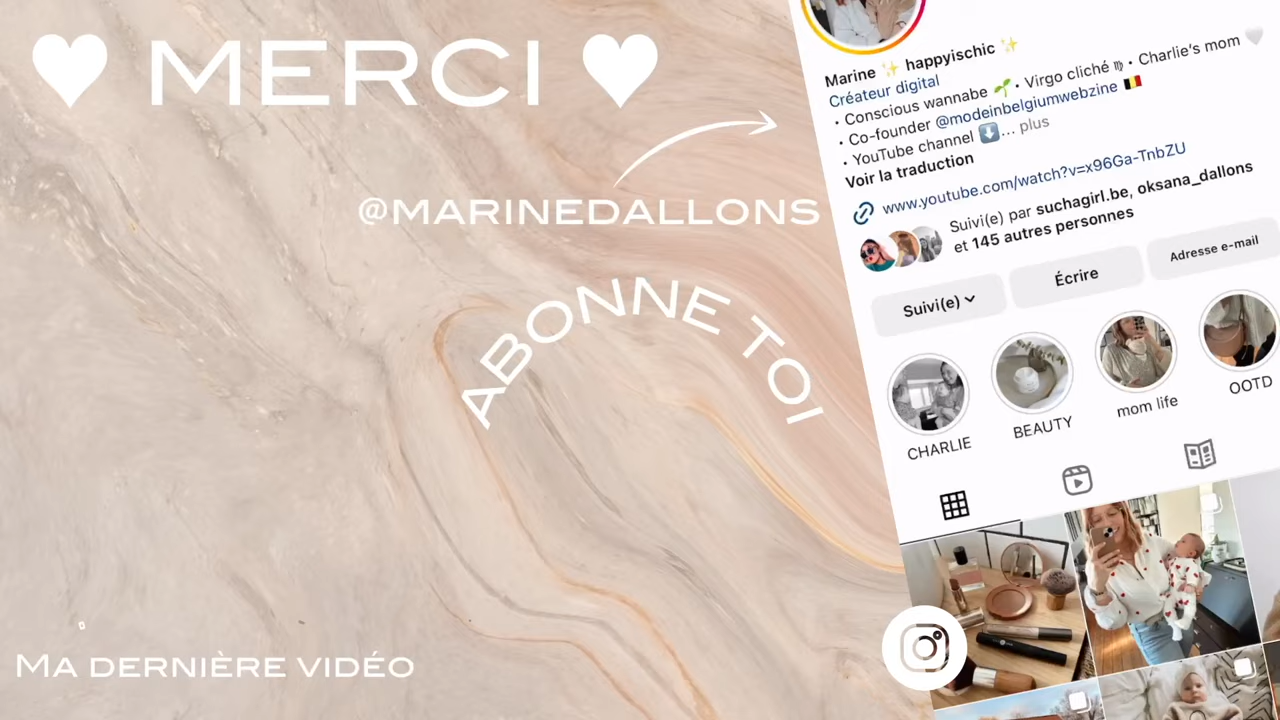 ♥ MERCI ♥
@MARINEDALLONS
ABONNE TOI
MA DERNIÈRE VIDÉO
Marine ✨ happyischic ✨
Créateur digital
• Conscious wannabe 🌱• Virgo cliché ♍︎ • Charlie's mom 🤍
• Co-founder @modeinbelgiumwebzine 🇧🇪
• YouTube channel ⬇️... plus
Voir la traduction
www.youtube.com/watch?v=x96Ga-TnbZU
Suivi(e) par suchagirl.be, oksana_dallons
et 145 autres personnes
Suivi(e) Écrire Adresse e-mail
CHARLIE BEAUTY mom life OOTD